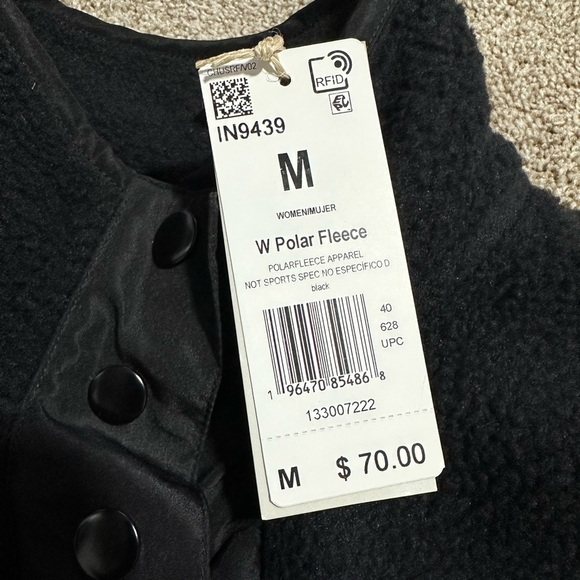 RFID
IN9439
M
WOMEN/MUJER
W Polar Fleece
POLARFLEECE APPAREL
NOT SPORTS SPEC NO ESPECÍFICO D
black
40
628
UPC
1 96470 85486 8
133007222
M $ 70.00